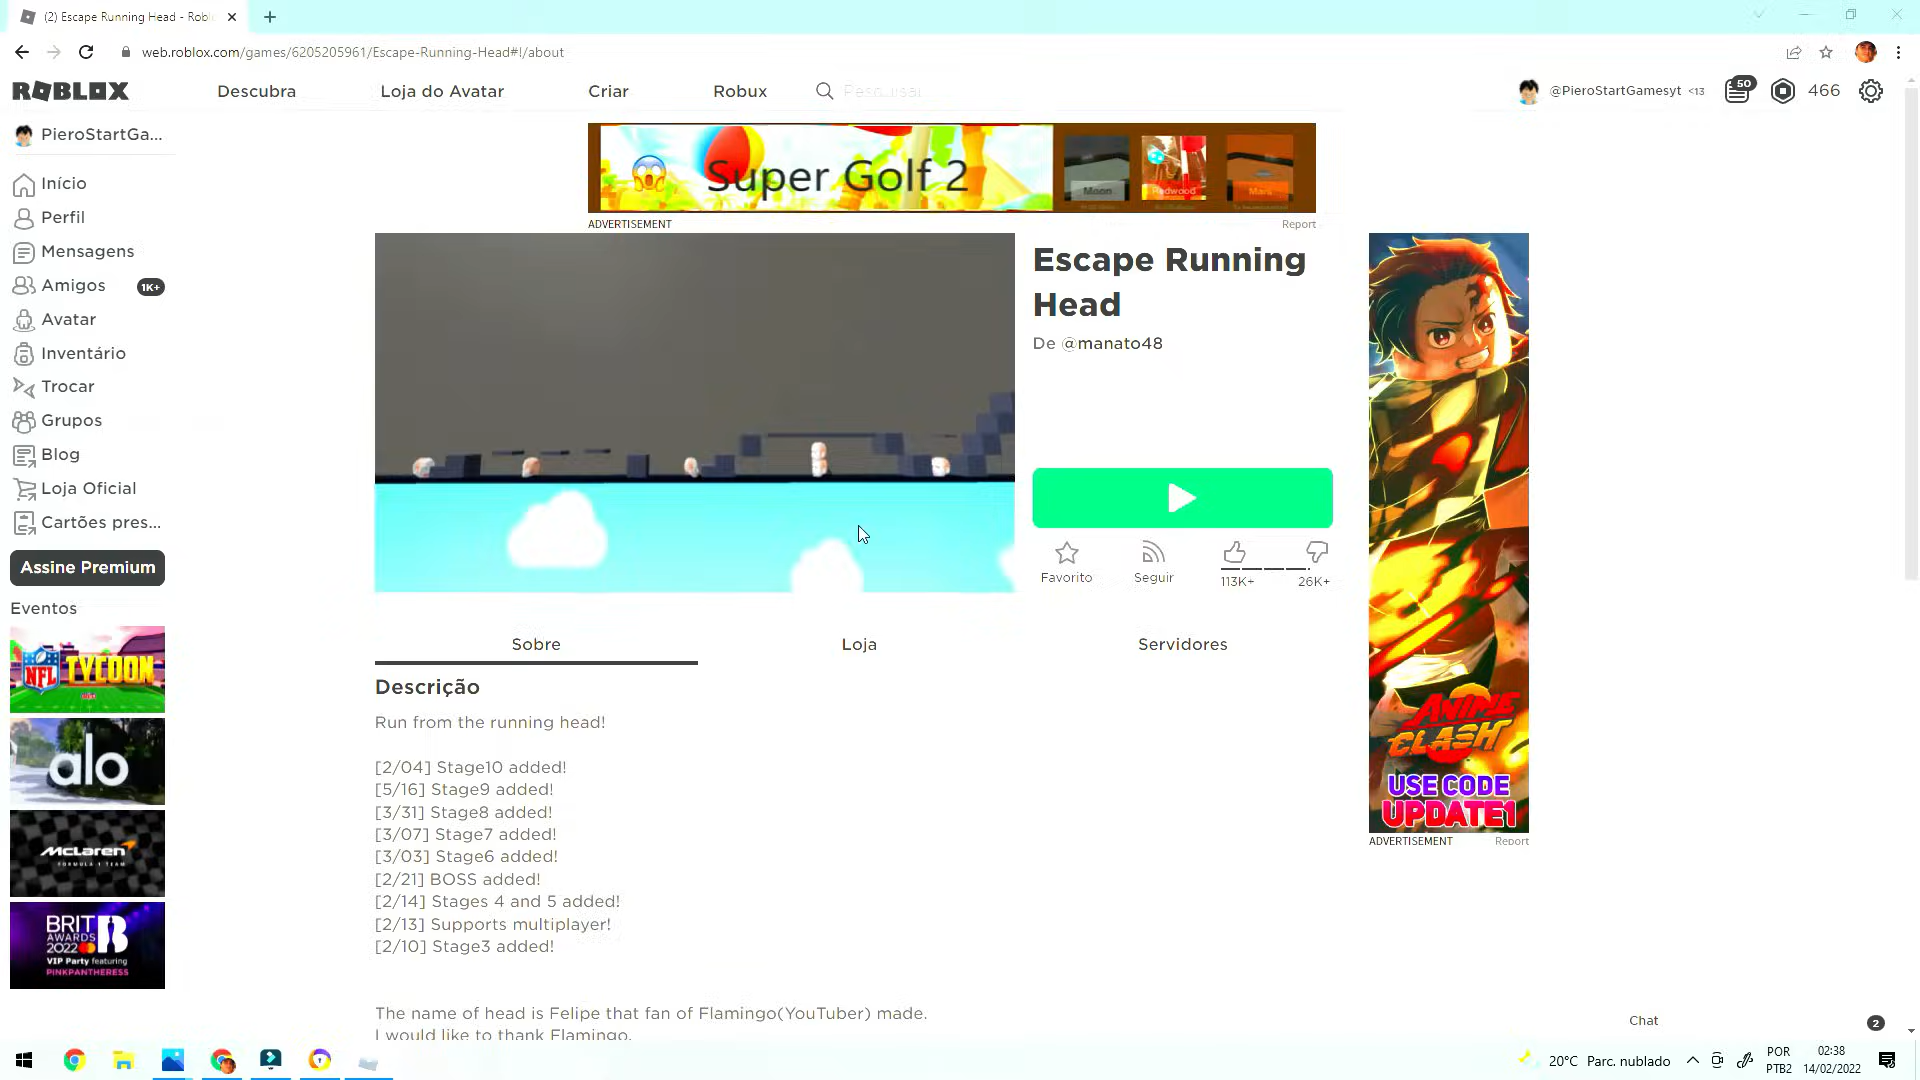 (2) Escape Running Head - Robl
web.roblox.com/games/6205205961/Escape-Running-Head#!/about
ROBLOX
Descubra
Loja do Avatar
Criar
Robux
Pesquisar
@PieroStartGamesyt <13
50
466
PieroStartGa...
Início
Perfil
Mensagens
Amigos
1K+
Avatar
Inventário
Trocar
Grupos
Blog
Loja Oficial
Cartões pres...
Assine Premium
Eventos
NFL TYCOON
alo
McLaren
FORMULA 1 TEAM
BRIT
AWARDS
2022
VIP Party featuring
PINKPANTHERESS
Super Golf 2
Moon
Redwood
Mars
ADVERTISEMENT
Report
Escape Running
Head
De @manato48
Favorito
Seguir
113K+
26K+
Sobre
Loja
Servidores
Descrição
Run from the running head!
[2/04] Stage10 added!
[5/16] Stage9 added!
[3/31] Stage8 added!
[3/07] Stage7 added!
[3/03] Stage6 added!
[2/21] BOSS added!
[2/14] Stages 4 and 5 added!
[2/13] Supports multiplayer!
[2/10] Stage3 added!
The name of head is Felipe that fan of Flamingo(YouTuber) made.
I would like to thank Flamingo.
ANIME
CLASH
USE CODE
UPDATE1
ADVERTISEMENT
Report
Chat
2
20°C Parc. nublado
POR
PTB2
02:38
14/02/2022